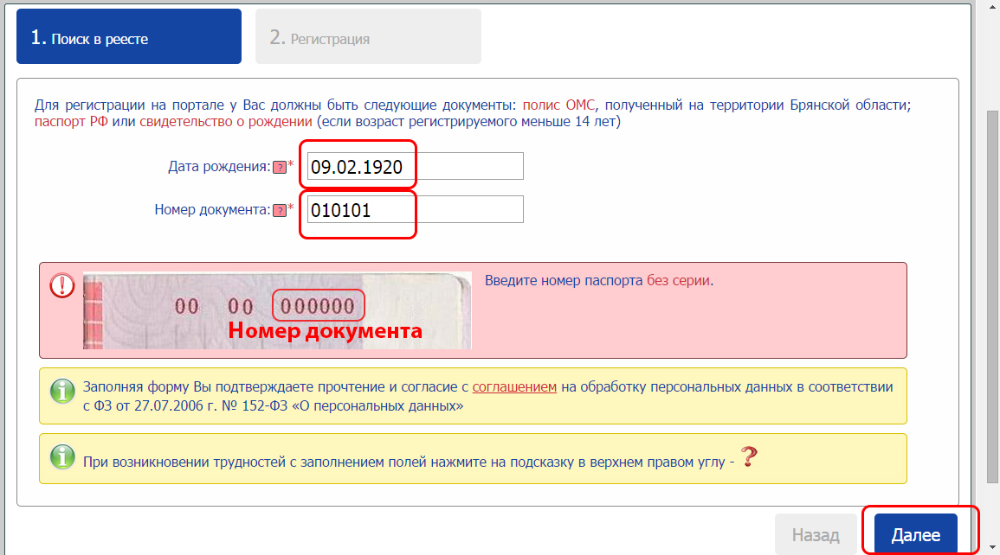 1. Поиск в реесте
2. Регистрация
Для регистрации на портале у Вас должны быть следующие документы: полис ОМС, полученный на территории Брянской области;
паспорт РФ или свидетельство о рождении (если возраст регистрируемого меньше 14 лет)
Дата рождения: ? * 09.02.1920
Номер документа: ? * 010101
00 00 000000
Номер документа
Введите номер паспорта без серии.
Заполняя форму Вы подтверждаете прочтение и согласие с соглашением на обработку персональных данных в соответствии
с ФЗ от 27.07.2006 г. № 152-ФЗ «О персональных данных»
При возникновении трудностей с заполнением полей нажмите на подсказку в верхнем правом углу - ?
Назад
Далее